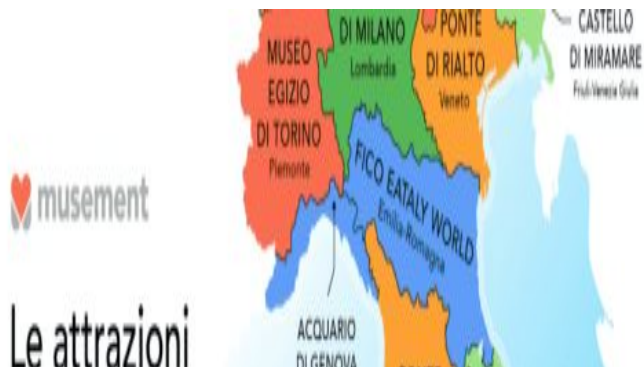 DI MILANO
Lombardia
MUSEO
EGIZIO
DI TORINO
Piemonte
PONTE
DI RIALTO
Veneto
CASTELLO
DI MIRAMARE
Friuli-Venezia Giulia
FICO EATALY WORLD
Emilia-Romagna
musement
Le attrazioni
ACQUARIO
DI GENOVA